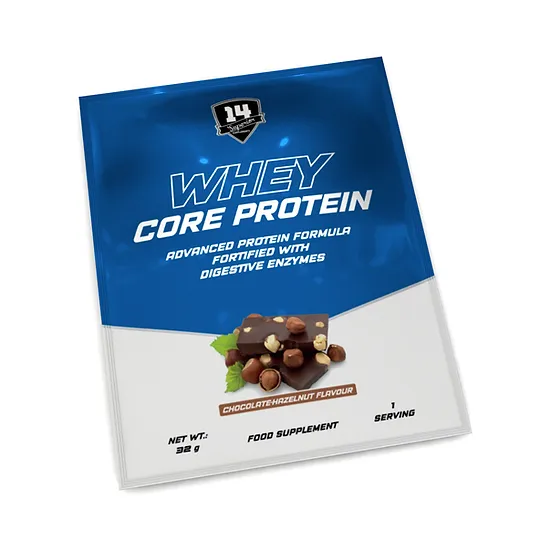 14
Superior
WHEY
CORE PROTEIN
ADVANCED PROTEIN FORMULA
FORTIFIED WITH
DIGESTIVE ENZYMES
CHOCOLATE-HAZELNUT FLAVOUR
NET WT.:
32 g
FOOD SUPPLEMENT
1
SERVING